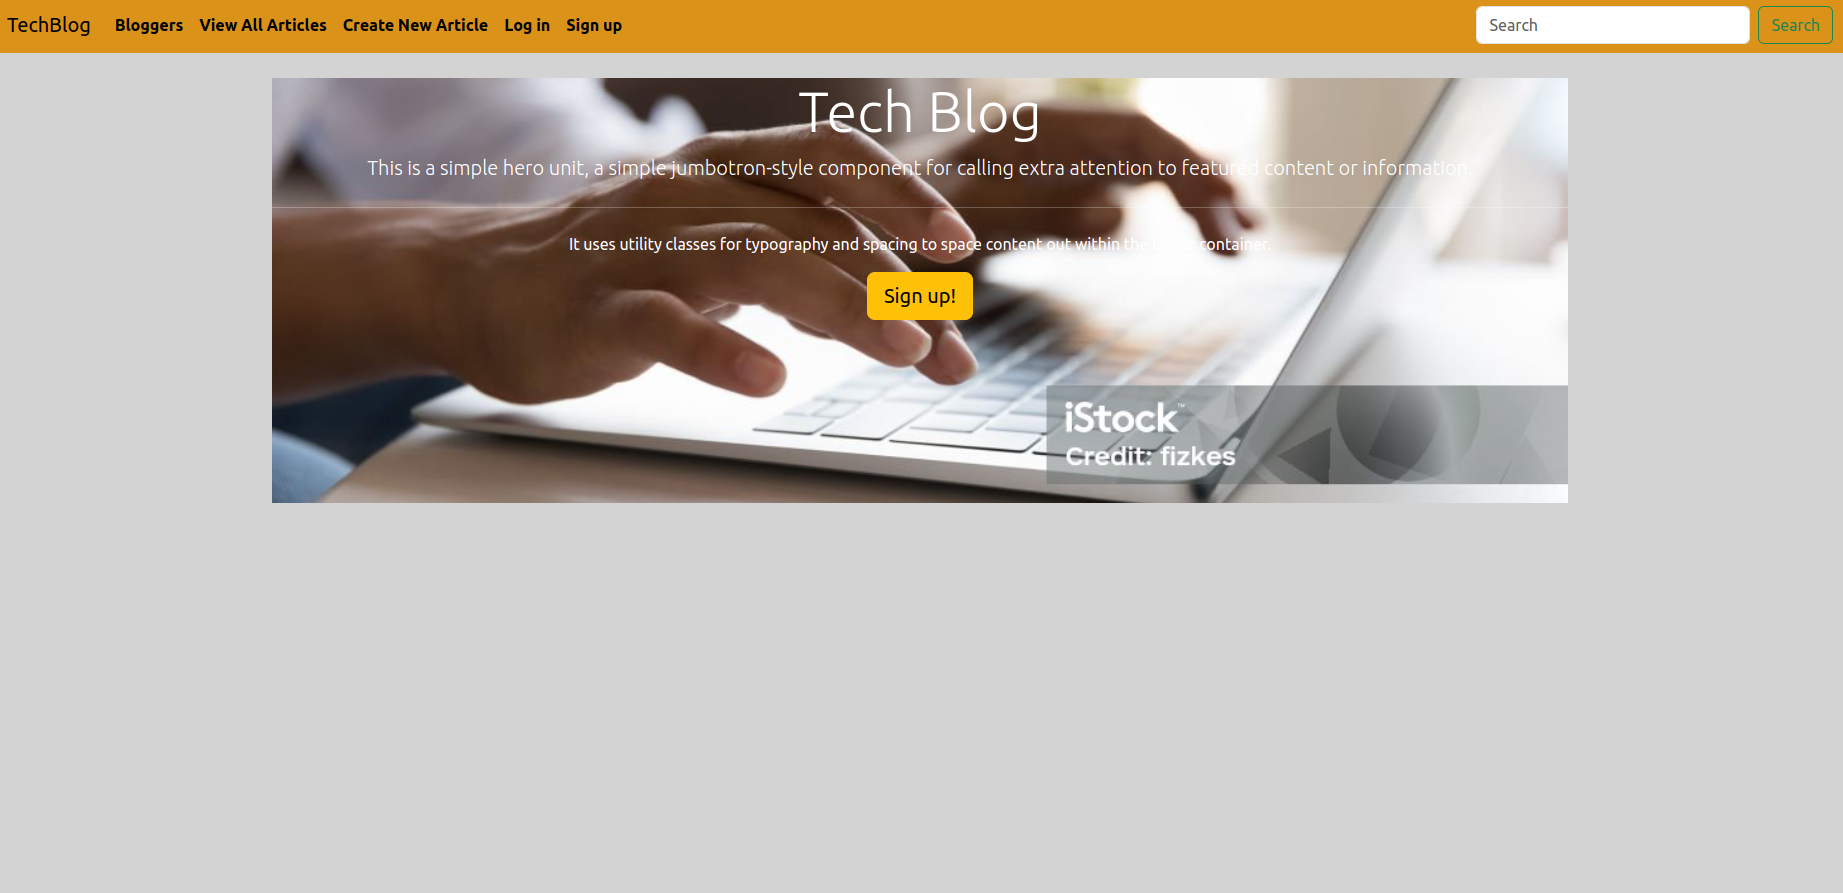 TechBlog Bloggers View All Articles Create New Article Log in Sign up Search Search
Tech Blog
This is a simple hero unit, a simple jumbotron-style component for calling extra attention to featured content or information.
It uses utility classes for typography and spacing to space content out within the container.
Sign up!
iStock™
Credit: fizkes